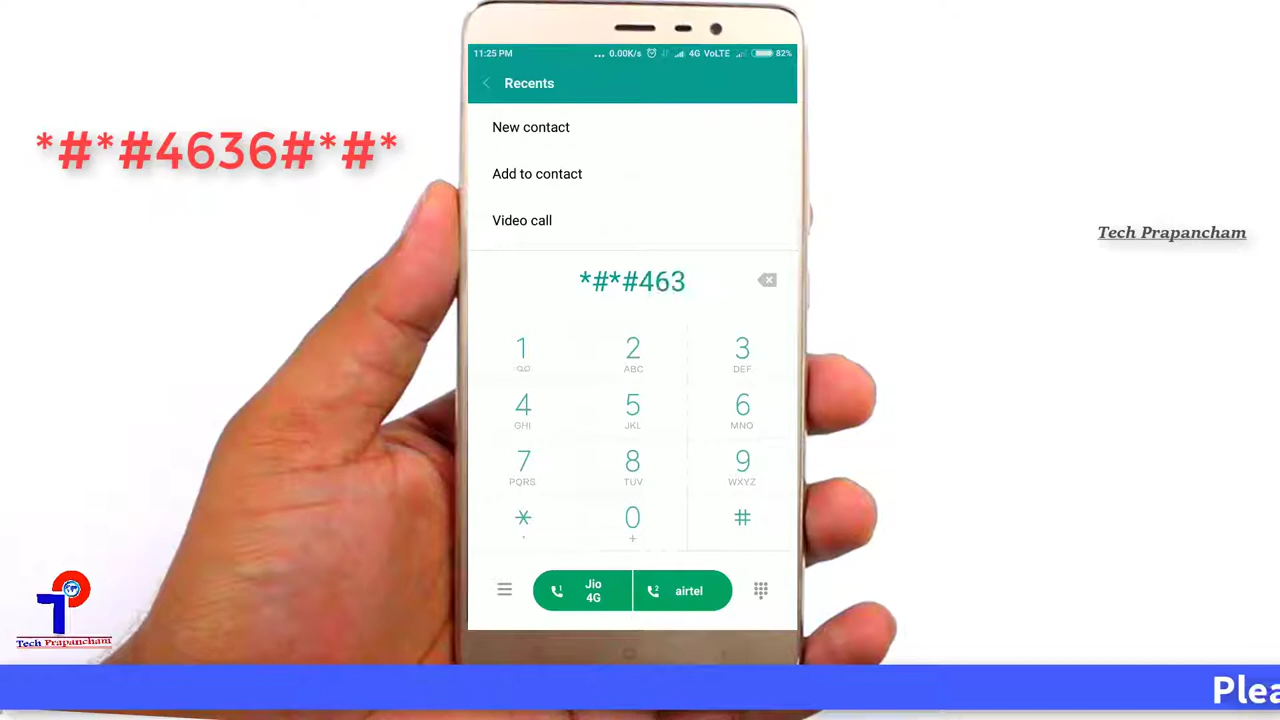 *#*#4636#*#*
Tech Prapancham
11:25 PM ... 0.00K/s 4G VoLTE 82%
Recents
New contact
Add to contact
Video call
*#*#463
1 2 3
ABC DEF
4 5 6
GHI JKL MNO
7 8 9
PQRS TUV WXYZ
* 0 #
, +
1 Jio 4G 2 airtel
T P
Tech Prapancham
Plea